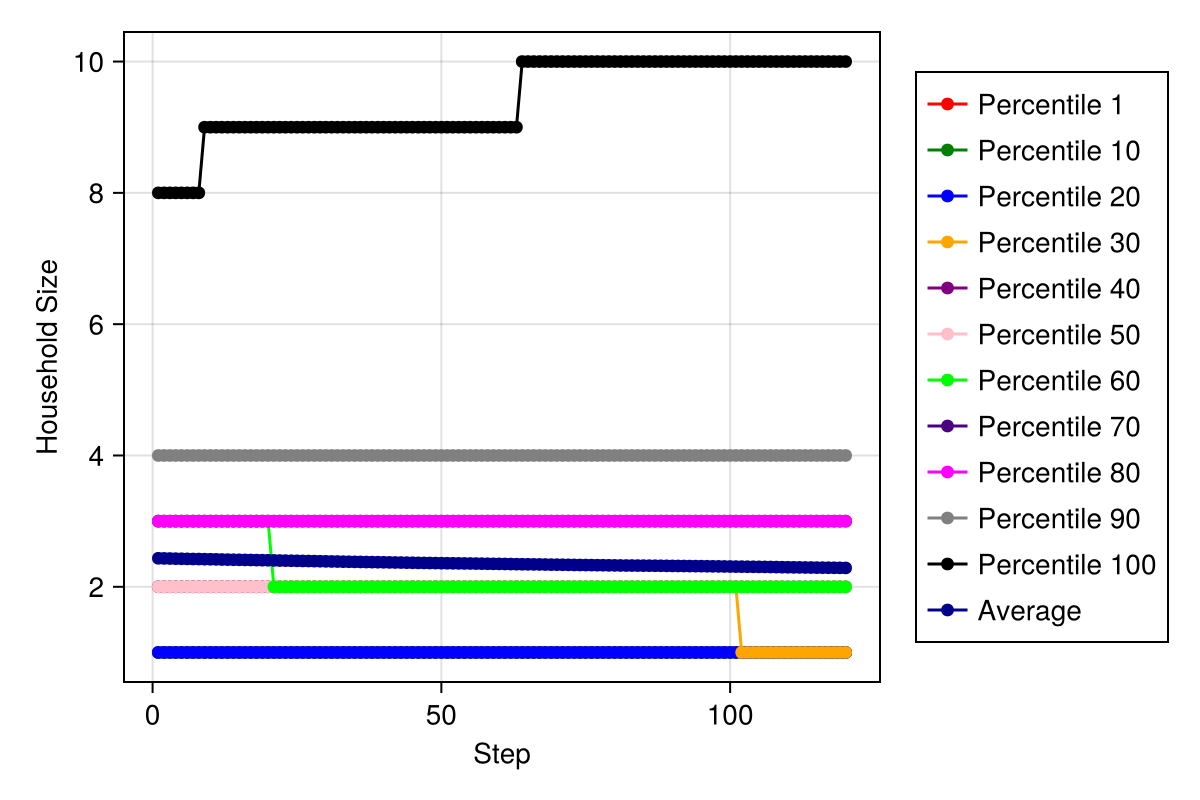 10
8
6
4
2
Household Size
0
50
100
Step
Percentile 1
Percentile 10
Percentile 20
Percentile 30
Percentile 40
Percentile 50
Percentile 60
Percentile 70
Percentile 80
Percentile 90
Percentile 100
Average